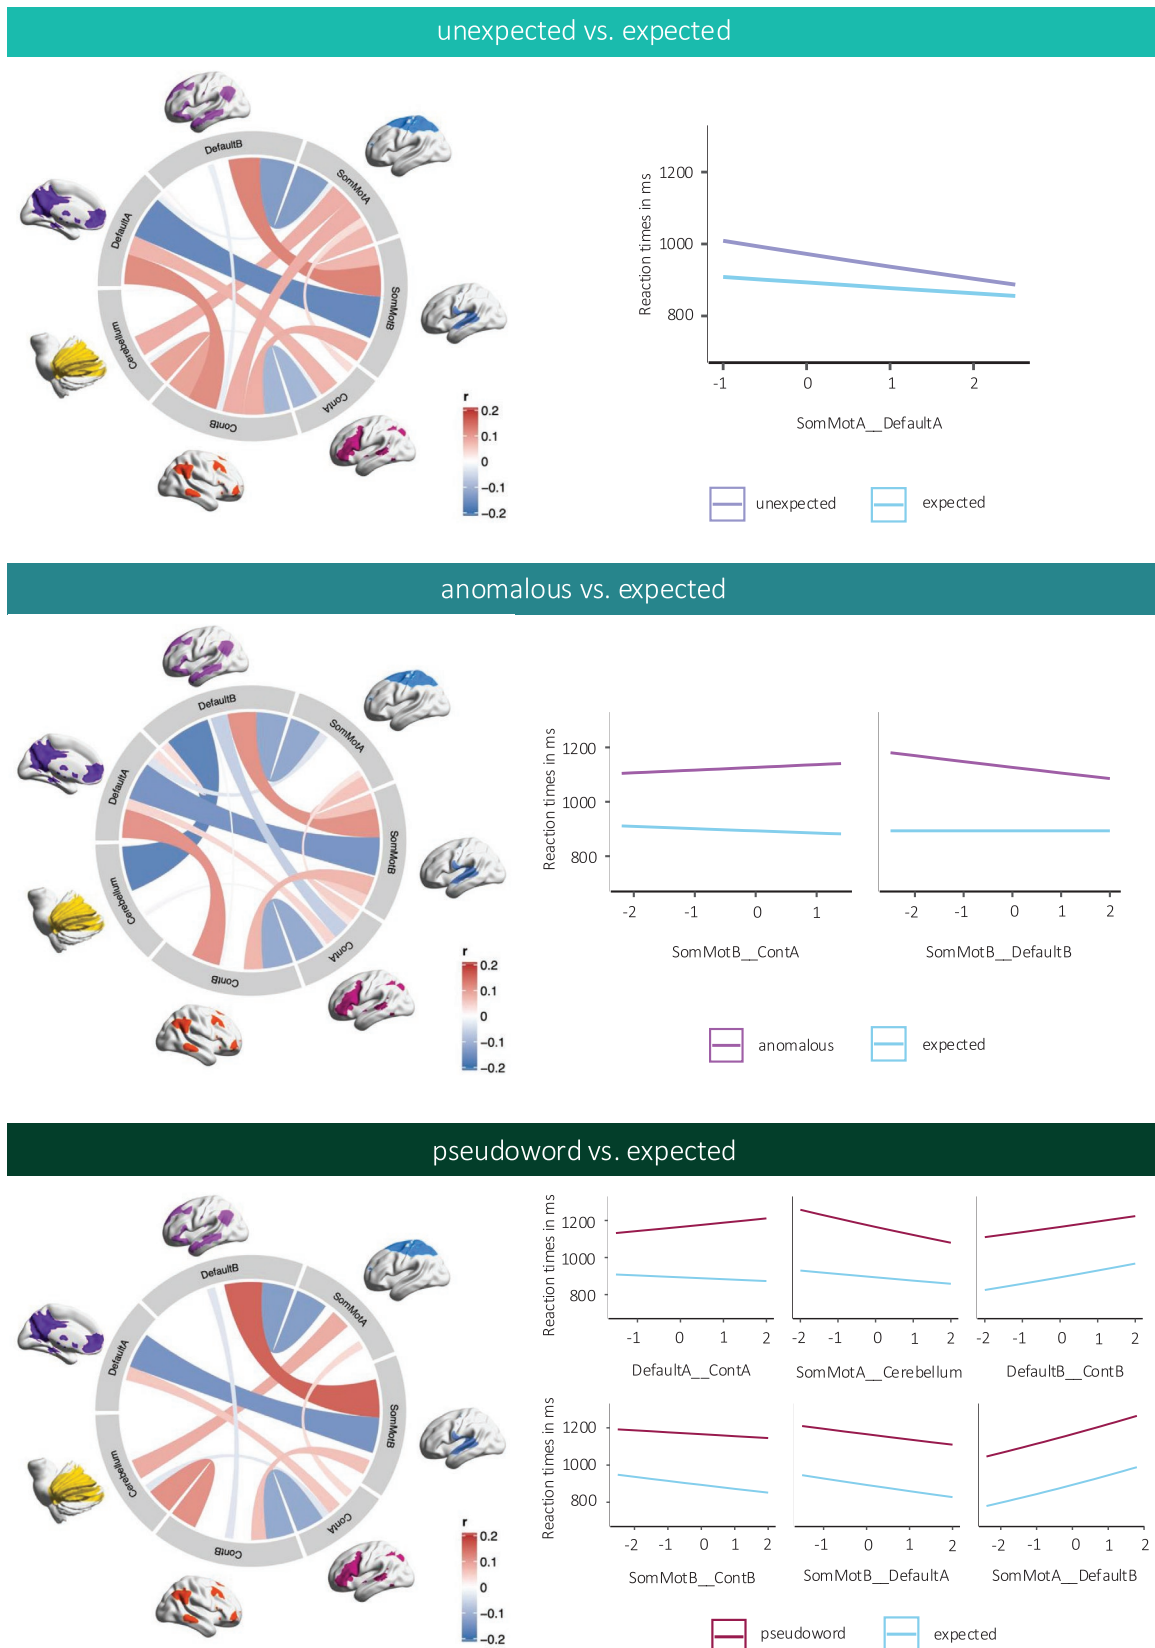 unexpected vs. expected
DefaultB
SomMotA
DefaultA
SomMotB
Cerebellum
ContA
ContB
r
0.2
0.1
0
−0.1
−0.2
Reaction times in ms
1200
1000
800
-1 0 1 2
SomMotA__DefaultA
unexpected expected
anomalous vs. expected
DefaultB
SomMotA
DefaultA
SomMotB
Cerebellum
ContA
ContB
r
0.2
0.1
0
−0.1
−0.2
Reaction times in ms
1200
1000
800
-2 -1 0 1
SomMotB__ContA
-2 -1 0 1 2
SomMotB__DefaultB
anomalous expected
pseudoword vs. expected
DefaultB
SomMotA
DefaultA
SomMotB
Cerebellum
ContA
ContB
r
0.2
0.1
0
−0.1
−0.2
Reaction times in ms
1200
1000
800
-1 0 1 2
DefaultA__ContA
-2 -1 0 1 2
SomMotA__Cerebellum
-2 -1 0 1 2
DefaultB__ContB
Reaction times in ms
1200
1000
800
-2 -1 0 1 2
SomMotB__ContB
-1 0 1 2
SomMotB__DefaultA
-2 -1 0 1 2
SomMotA__DefaultB
pseudoword expected